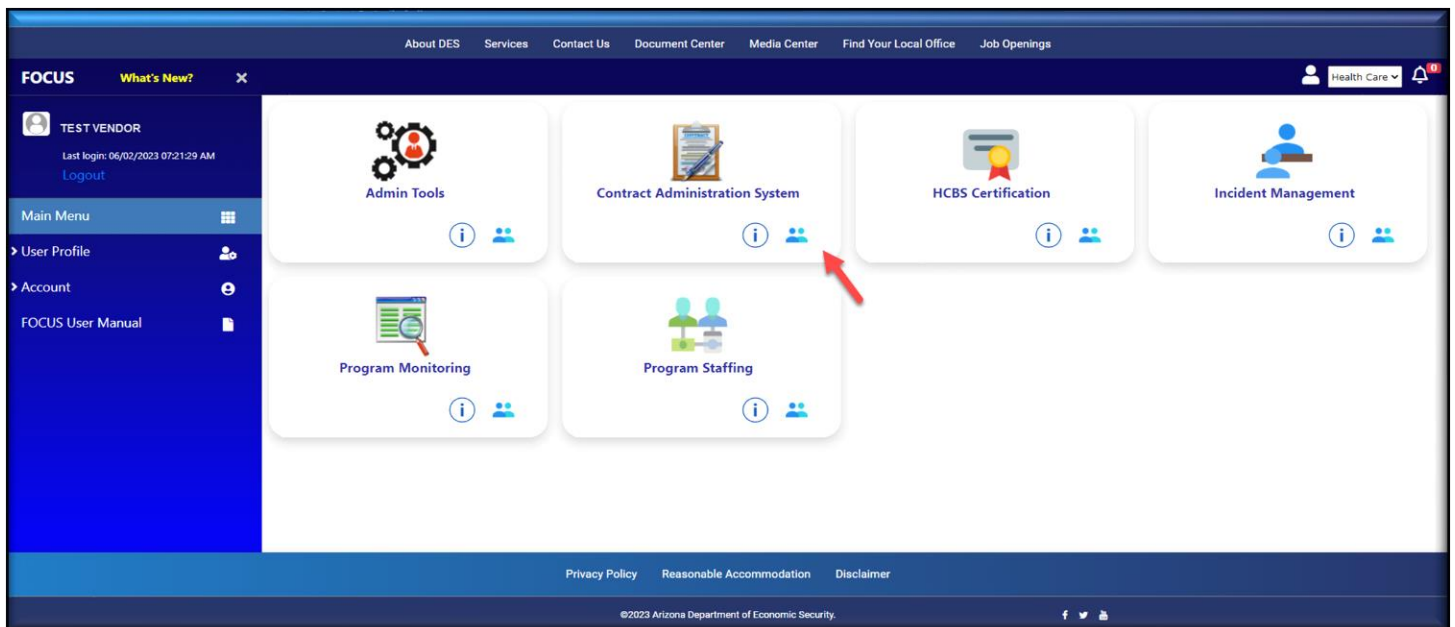 About DES Services Contact Us Document Center Media Center Find Your Local Office Job Openings
FOCUS What's New? ×
Health Care
0
TEST VENDOR
Last login: 06/02/2023 07:21:29 AM
Logout
Main Menu
User Profile
Account
FOCUS User Manual
Admin Tools
i
CONTRACT
Contract Administration System
i
HCBS Certification
i
Incident Management
i
Program Monitoring
i
Program Staffing
i
Privacy Policy Reasonable Accommodation Disclaimer
©2023 Arizona Department of Economic Security.